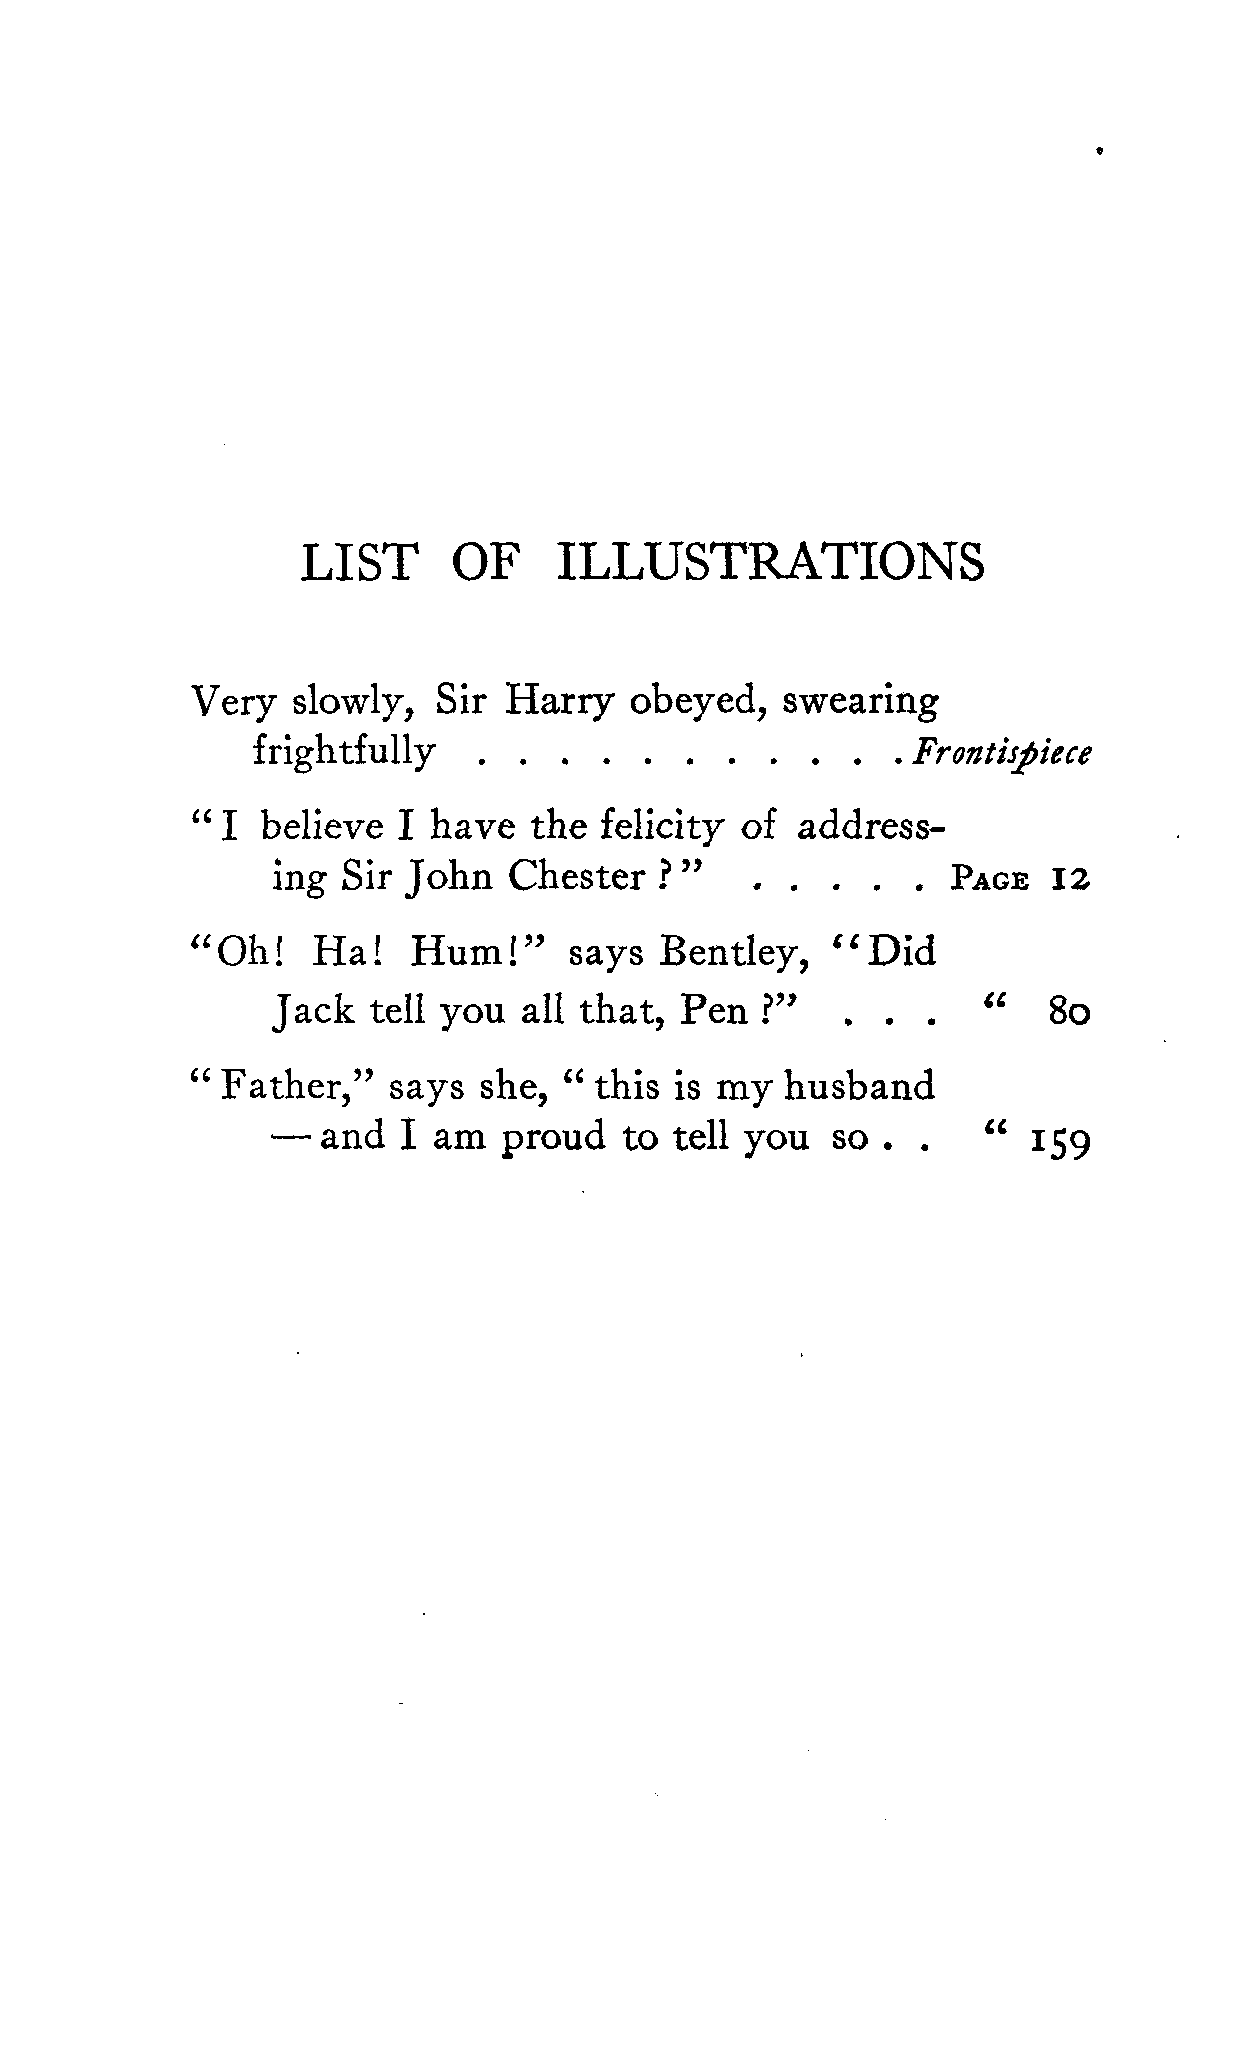 LIST OF ILLUSTRATIONS
Very slowly, Sir Harry obeyed, swearing
frightfully . . . . . . . . . . . Frontispiece
"I believe I have the felicity of address-
ing Sir John Chester?" . . . . . PAGE 12
"Oh! Ha! Hum!" says Bentley, "Did
Jack tell you all that, Pen?" . . . " 80
"Father," says she, "this is my husband
—and I am proud to tell you so . . " 159